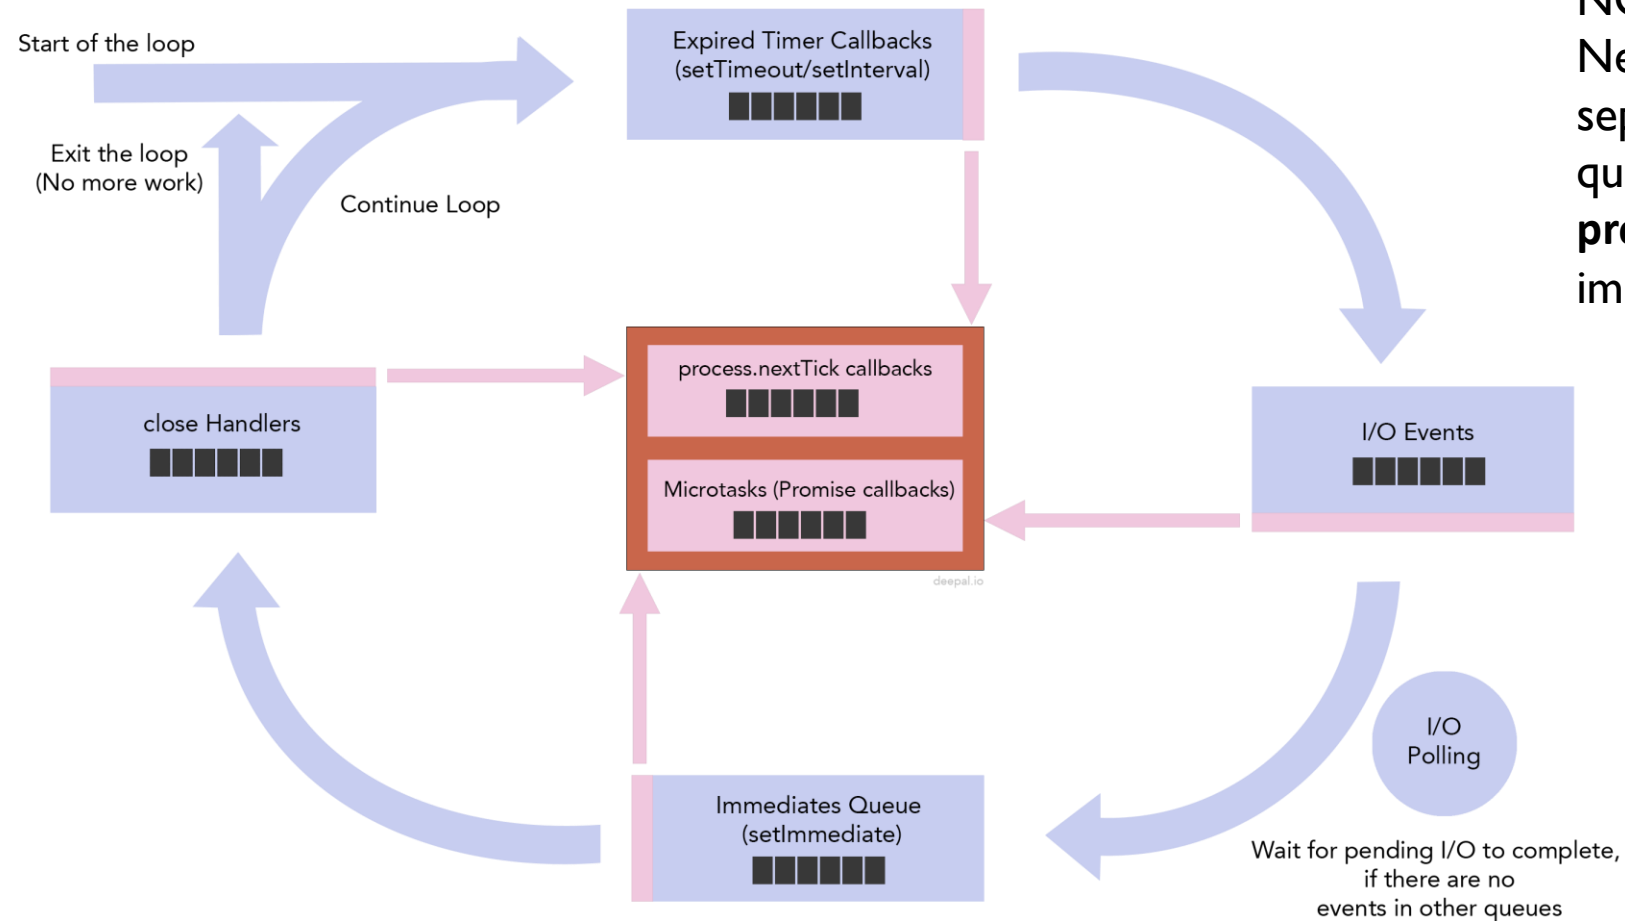 Start of the loop
Exit the loop
(No more work)
Continue Loop
Expired Timer Callbacks
(setTimeout/setInterval)
process.nextTick callbacks
Microtasks (Promise callbacks)
deepal.io
close Handlers
I/O Events
I/O
Polling
Immediates Queue
(setImmediate)
Wait for pending I/O to complete,
if there are no
events in other queues